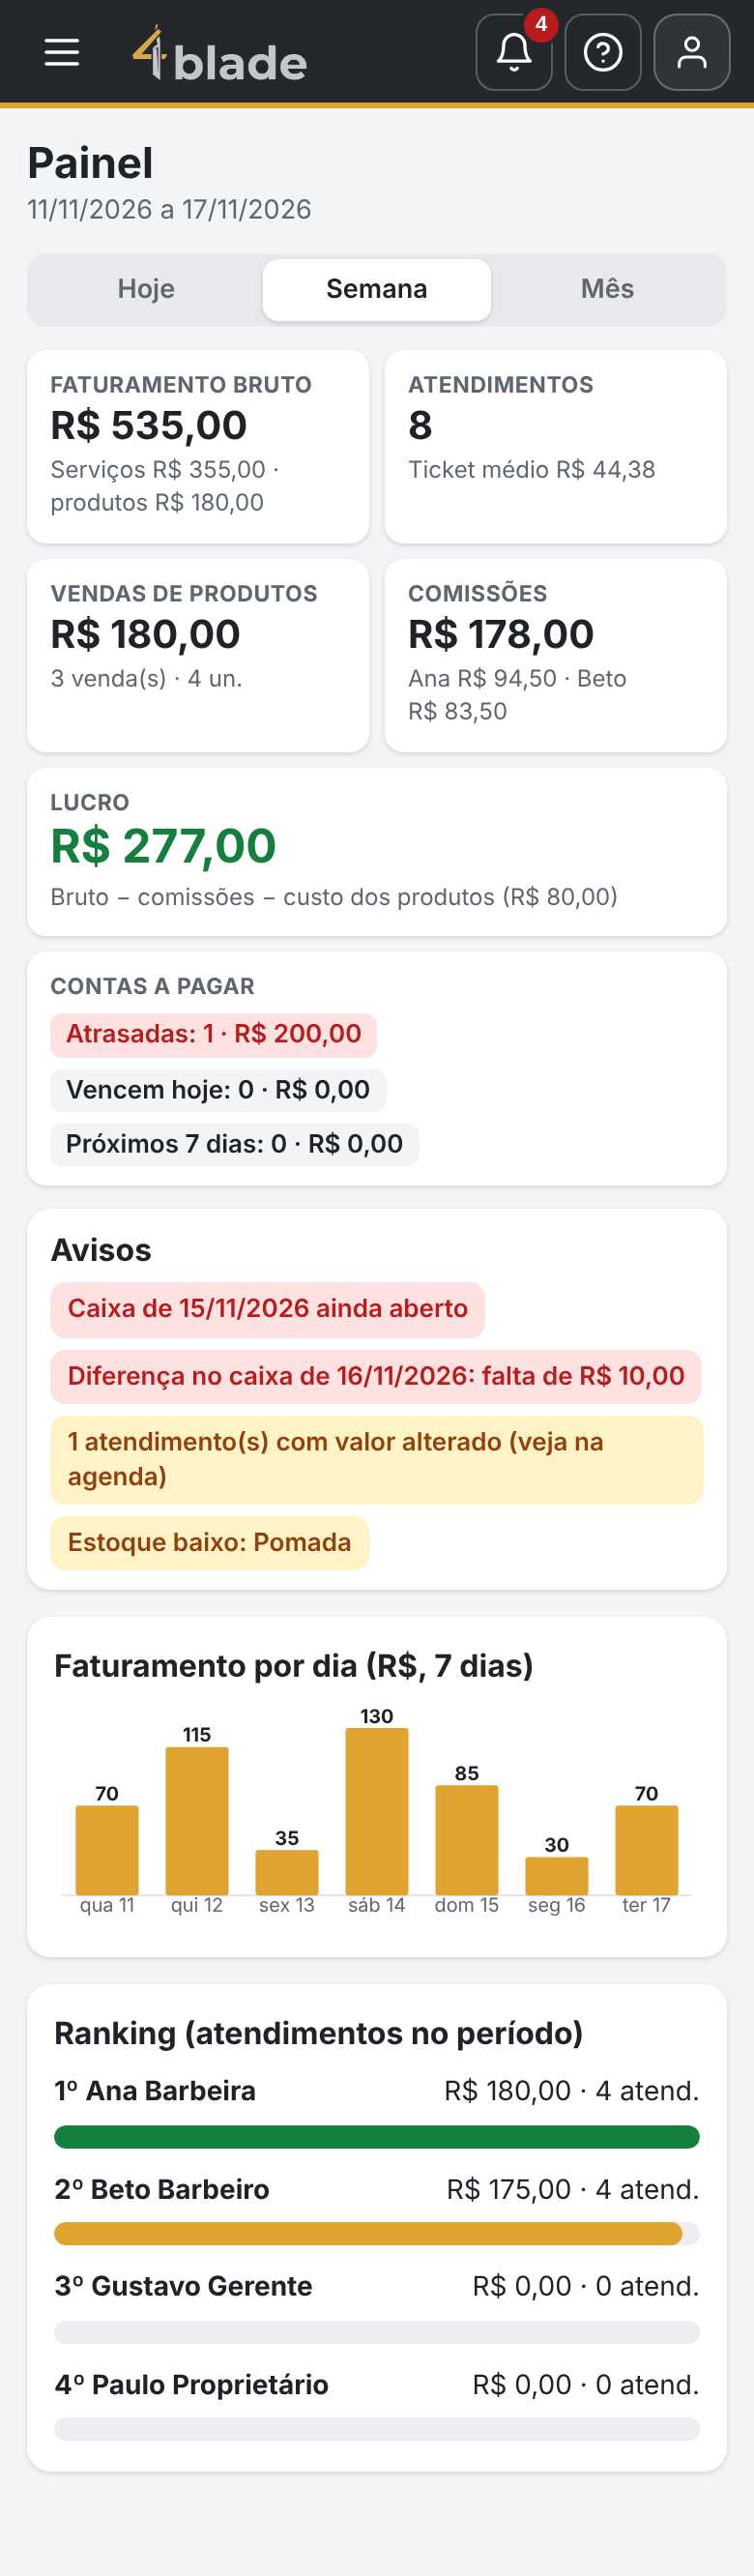 4blade
4
Painel
11/11/2026 a 17/11/2026
Hoje Semana Mês
FATURAMENTO BRUTO
R$ 535,00
Serviços R$ 355,00 ·
produtos R$ 180,00
ATENDIMENTOS
8
Ticket médio R$ 44,38
VENDAS DE PRODUTOS
R$ 180,00
3 venda(s) · 4 un.
COMISSÕES
R$ 178,00
Ana R$ 94,50 · Beto
R$ 83,50
LUCRO
R$ 277,00
Bruto − comissões − custo dos produtos (R$ 80,00)
CONTAS A PAGAR
Atrasadas: 1 · R$ 200,00
Vencem hoje: 0 · R$ 0,00
Próximos 7 dias: 0 · R$ 0,00
Avisos
Caixa de 15/11/2026 ainda aberto
Diferença no caixa de 16/11/2026: falta de R$ 10,00
1 atendimento(s) com valor alterado (veja na
agenda)
Estoque baixo: Pomada
Faturamento por dia (R$, 7 dias)
70 115 35 130 85 30 70
qua 11 qui 12 sex 13 sáb 14 dom 15 seg 16 ter 17
Ranking (atendimentos no período)
1º Ana Barbeira R$ 180,00 · 4 atend.
2º Beto Barbeiro R$ 175,00 · 4 atend.
3º Gustavo Gerente R$ 0,00 · 0 atend.
4º Paulo Proprietário R$ 0,00 · 0 atend.